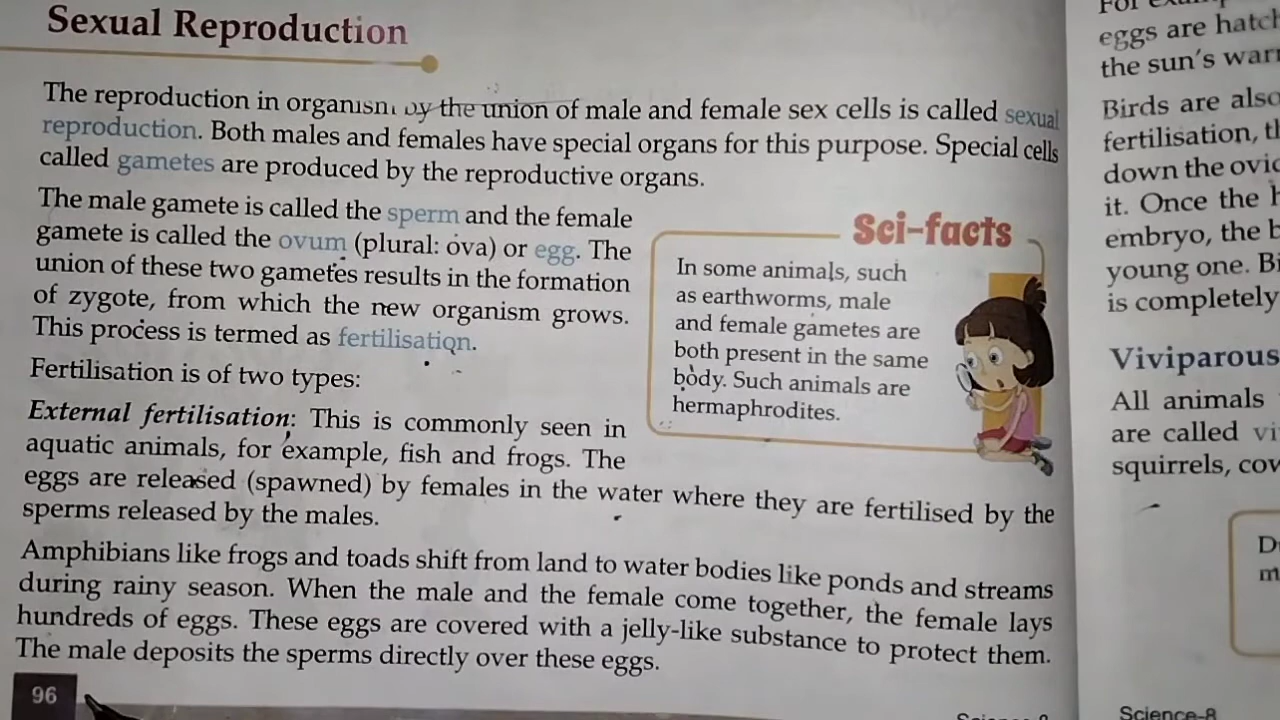 Sexual Reproduction
The reproduction in organism by the union of male and female sex cells is called sexual
reproduction. Both males and females have special organs for this purpose. Special cells
called gametes are produced by the reproductive organs.
The male gamete is called the sperm and the female
gamete is called the ovum (plural: ova) or egg. The
union of these two gametes results in the formation
of zygote, from which the new organism grows.
This process is termed as fertilisation.
Fertilisation is of two types:
External fertilisation: This is commonly seen in
aquatic animals, for example, fish and frogs. The
eggs are released (spawned) by females in the water where they are fertilised by the
sperms released by the males.
Amphibians like frogs and toads shift from land to water bodies like ponds and streams
during rainy season. When the male and the female come together, the female lays
hundreds of eggs. These eggs are covered with a jelly-like substance to protect them.
The male deposits the sperms directly over these eggs.
96
Sci-facts
In some animals, such
as earthworms, male
and female gametes are
both present in the same
body. Such animals are
hermaphrodites.
For
eggs are
the sun's
Birds are
fertilisation,
down the
it. Once the
embryo, the
young one.
is completely
Viviparous
All animals
are called
squirrels,
Science-8